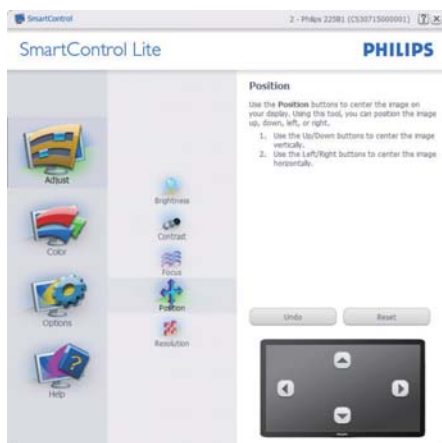 SmartControl
2 - Philips 225B1 (CS30715000001)
SmartControl Lite
PHILIPS
Adjust
Color
Options
Help
Brightness
Contrast
Focus
Position
Resolution
Position
Use the Position buttons to center the image on
your display. Using this tool, you can position the image
up, down, left, or right.
1. Use the Up/Down buttons to center the image
vertically.
2. Use the Left/Right buttons to center the image
horizontally.
Undo
Reset